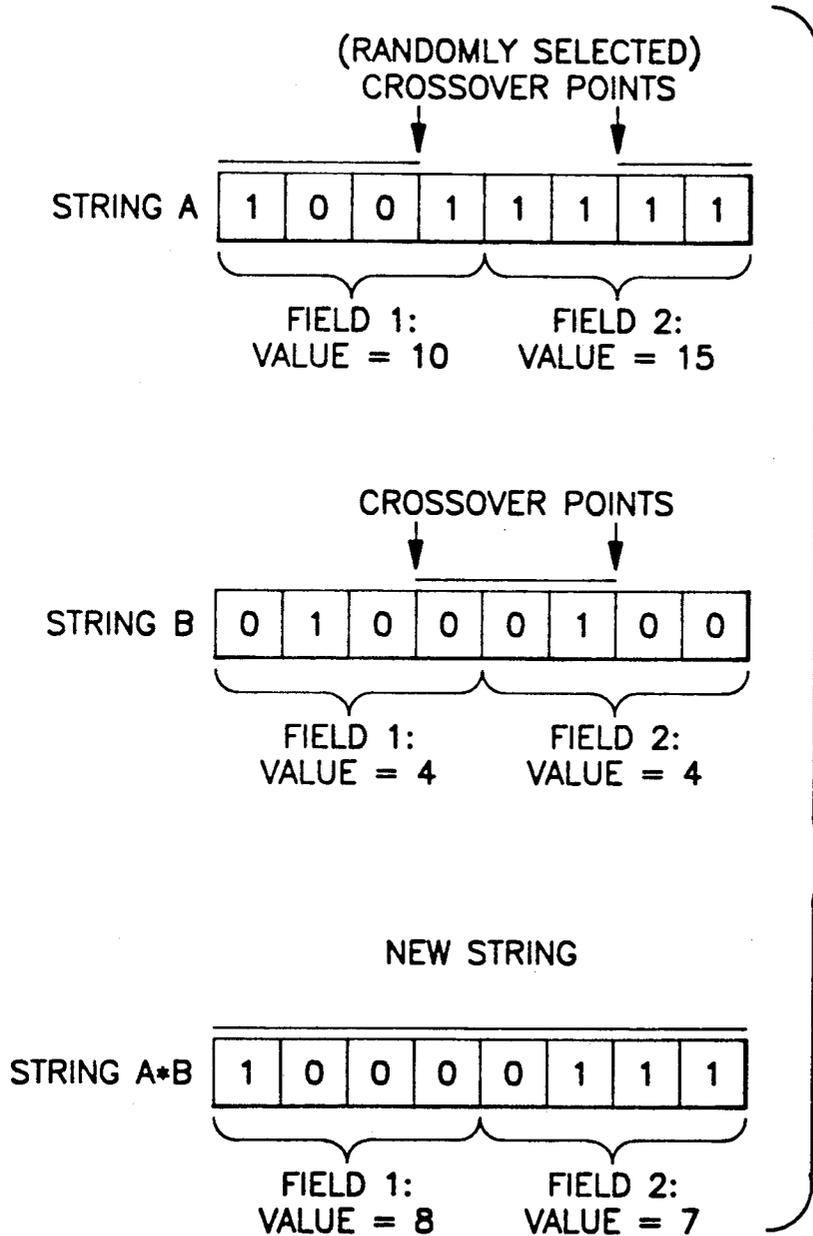 (RANDOMLY SELECTED)
CROSSOVER POINTS
STRING A 1 0 0 1 1 1 1 1
FIELD 1: FIELD 2:
VALUE = 10 VALUE = 15
CROSSOVER POINTS
STRING B 0 1 0 0 0 1 0 0
FIELD 1: FIELD 2:
VALUE = 4 VALUE = 4
NEW STRING
STRING A*B 1 0 0 0 0 1 1 1
FIELD 1: FIELD 2:
VALUE = 8 VALUE = 7